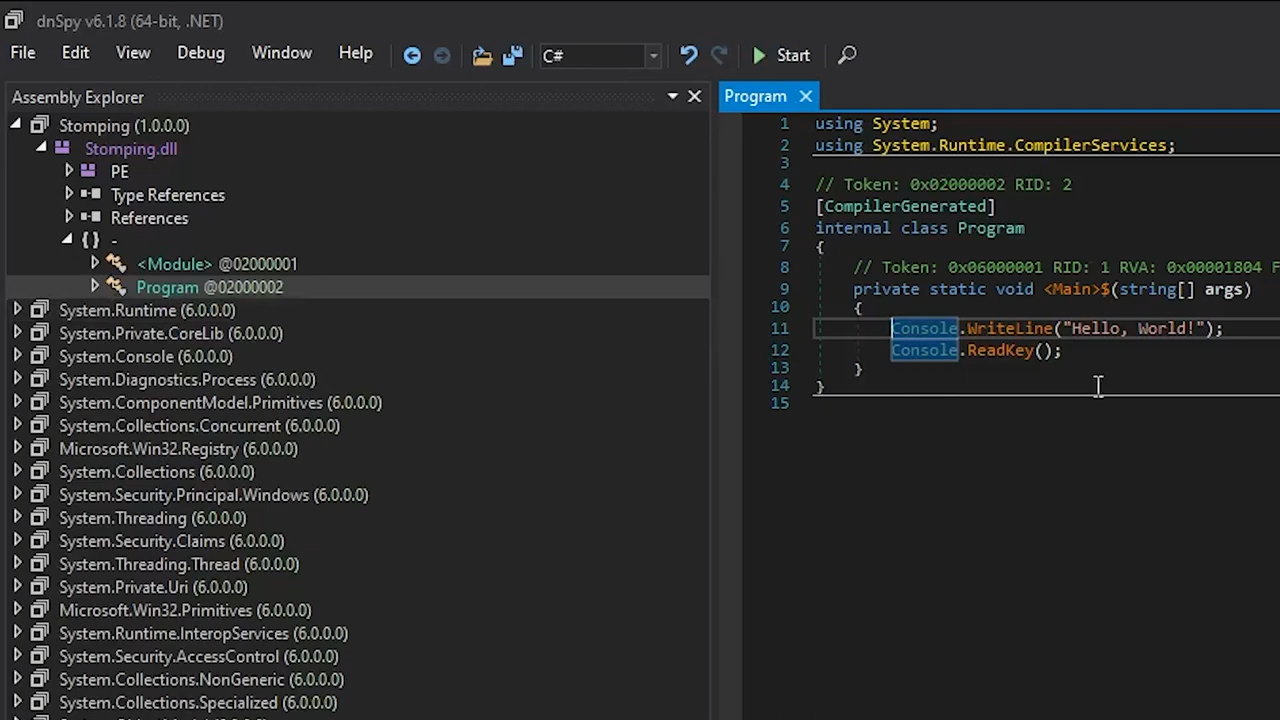 dnSpy v6.1.8 (64-bit, .NET)
File Edit View Debug Window Help C# Start
Assembly Explorer
Stomping (1.0.0.0)
Stomping.dll
PE
Type References
References
{ } -
<Module> @02000001
Program @02000002
System.Runtime (6.0.0.0)
System.Private.CoreLib (6.0.0.0)
System.Console (6.0.0.0)
System.Diagnostics.Process (6.0.0.0)
System.ComponentModel.Primitives (6.0.0.0)
System.Collections.Concurrent (6.0.0.0)
Microsoft.Win32.Registry (6.0.0.0)
System.Collections (6.0.0.0)
System.Security.Principal.Windows (6.0.0.0)
System.Threading (6.0.0.0)
System.Security.Claims (6.0.0.0)
System.Threading.Thread (6.0.0.0)
System.Private.Uri (6.0.0.0)
Microsoft.Win32.Primitives (6.0.0.0)
System.Runtime.InteropServices (6.0.0.0)
System.Security.AccessControl (6.0.0.0)
System.Collections.NonGeneric (6.0.0.0)
System.Collections.Specialized (6.0.0.0)
Program
1 using System;
2 using System.Runtime.CompilerServices;
3
4 // Token: 0x02000002 RID: 2
5 [CompilerGenerated]
6 internal class Program
7 {
8 // Token: 0x06000001 RID: 1 RVA: 0x00001804 F
9 private static void <Main>$(string[] args)
10 {
11 Console.WriteLine("Hello, World!");
12 Console.ReadKey();
13 }
14 }
15